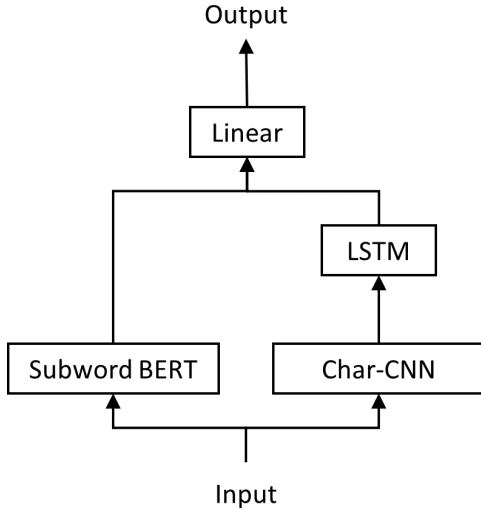 Output
Linear
LSTM
Subword BERT
Char-CNN
Input